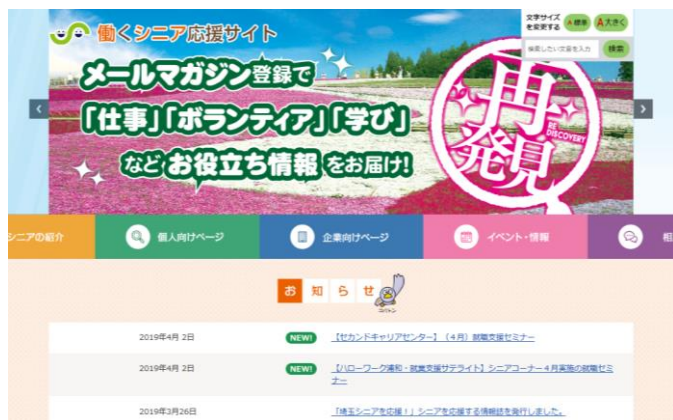 働くシニア応援サイト
文字サイズ
を変更する
A標準
A大きく
検索したい文章を入力
検索
メールマガジン登録で
「仕事」「ボランティア」「学び」
など お役立ち情報 をお届け!
再発見
RE
DISCOVERY
シニアの紹介
個人向けページ
企業向けページ
イベント・情報
相
お知らせ
コバトン
2019年4月 2日
NEW!
【セカンドキャリアセンター】（４月）就職支援セミナー
2019年4月 2日
NEW!
【ハローワーク浦和・就業支援サテライト】シニアコーナー４月実施の就職セミ
ナー
2019年3月26日
「埼玉シニアを応援！」シニアを応援する情報誌を発行しました。